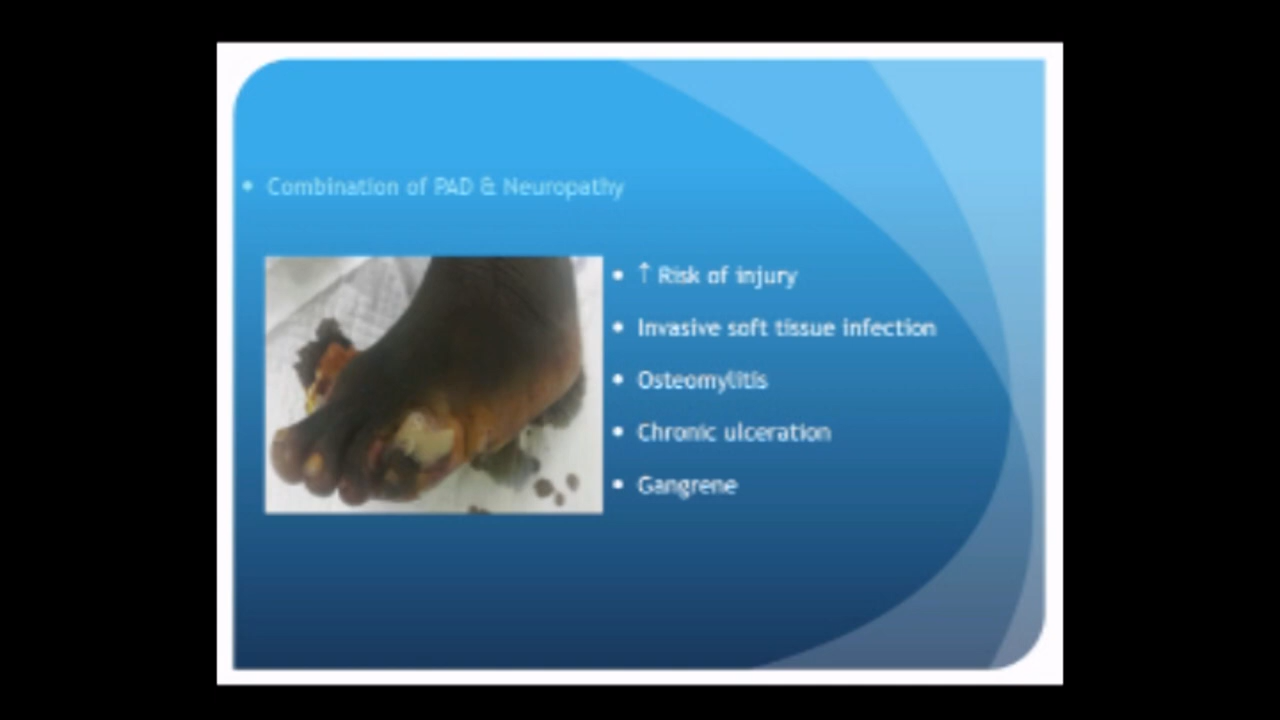 • Combination of PAD & Neuropathy
• ↑ Risk of injury
• Invasive soft tissue infection
• Osteomylitis
• Chronic ulceration
• Gangrene